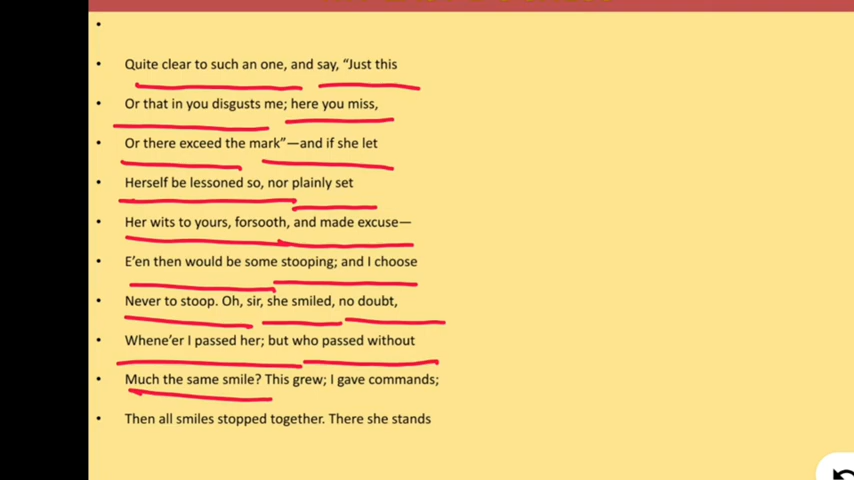 Quite clear to such an one, and say, “Just this
Or that in you disgusts me; here you miss,
Or there exceed the mark”—and if she let
Herself be lessoned so, nor plainly set
Her wits to yours, forsooth, and made excuse—
E’en then would be some stooping; and I choose
Never to stoop. Oh, sir, she smiled, no doubt,
Whene’er I passed her; but who passed without
Much the same smile? This grew; I gave commands;
Then all smiles stopped together. There she stands